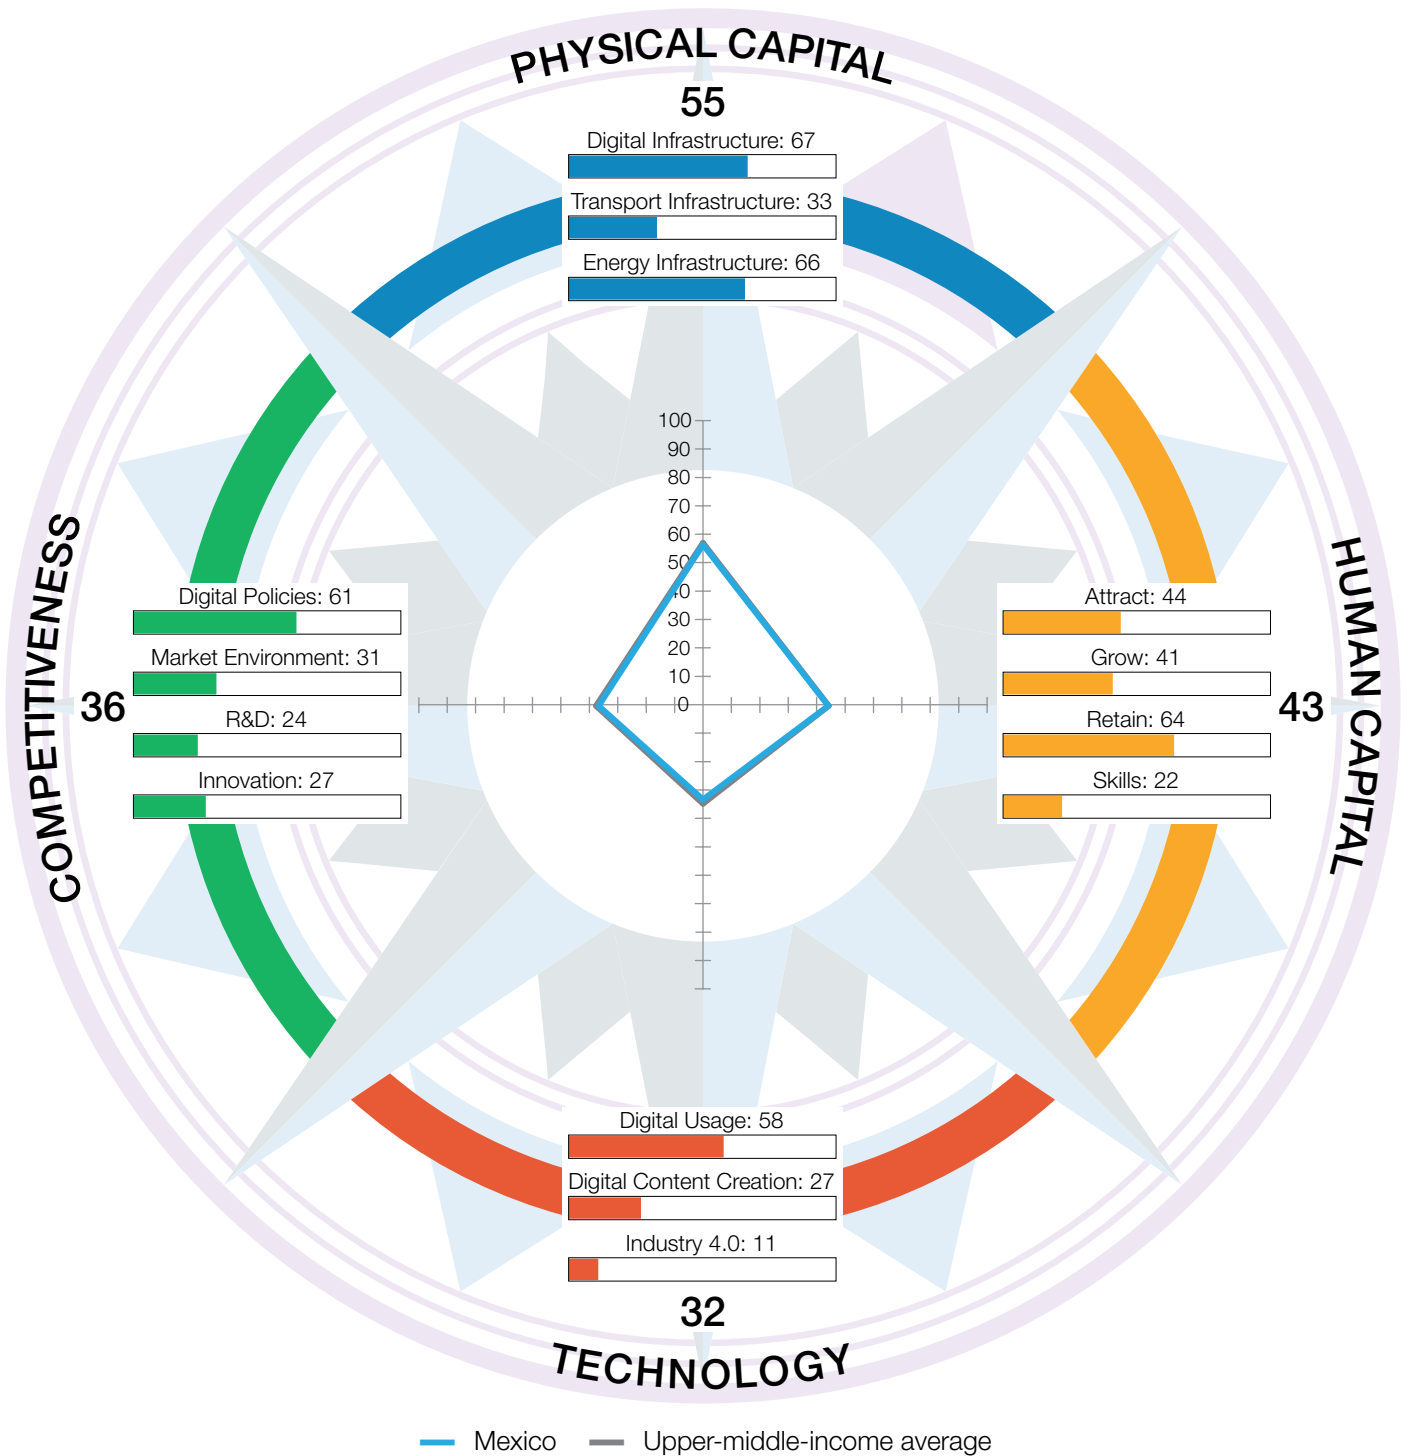 PHYSICAL CAPITAL
55
Digital Infrastructure: 67
Transport Infrastructure: 33
Energy Infrastructure: 66
100
90
80
70
60
50
40
30
20
10
0
COMPETITIVENESS
36
Digital Policies: 61
Market Environment: 31
R&D: 24
Innovation: 27
Attract: 44
Grow: 41
Retain: 64
Skills: 22
43
HUMAN CAPITAL
Digital Usage: 58
Digital Content Creation: 27
Industry 4.0: 11
32
TECHNOLOGY
Mexico
Upper-middle-income average